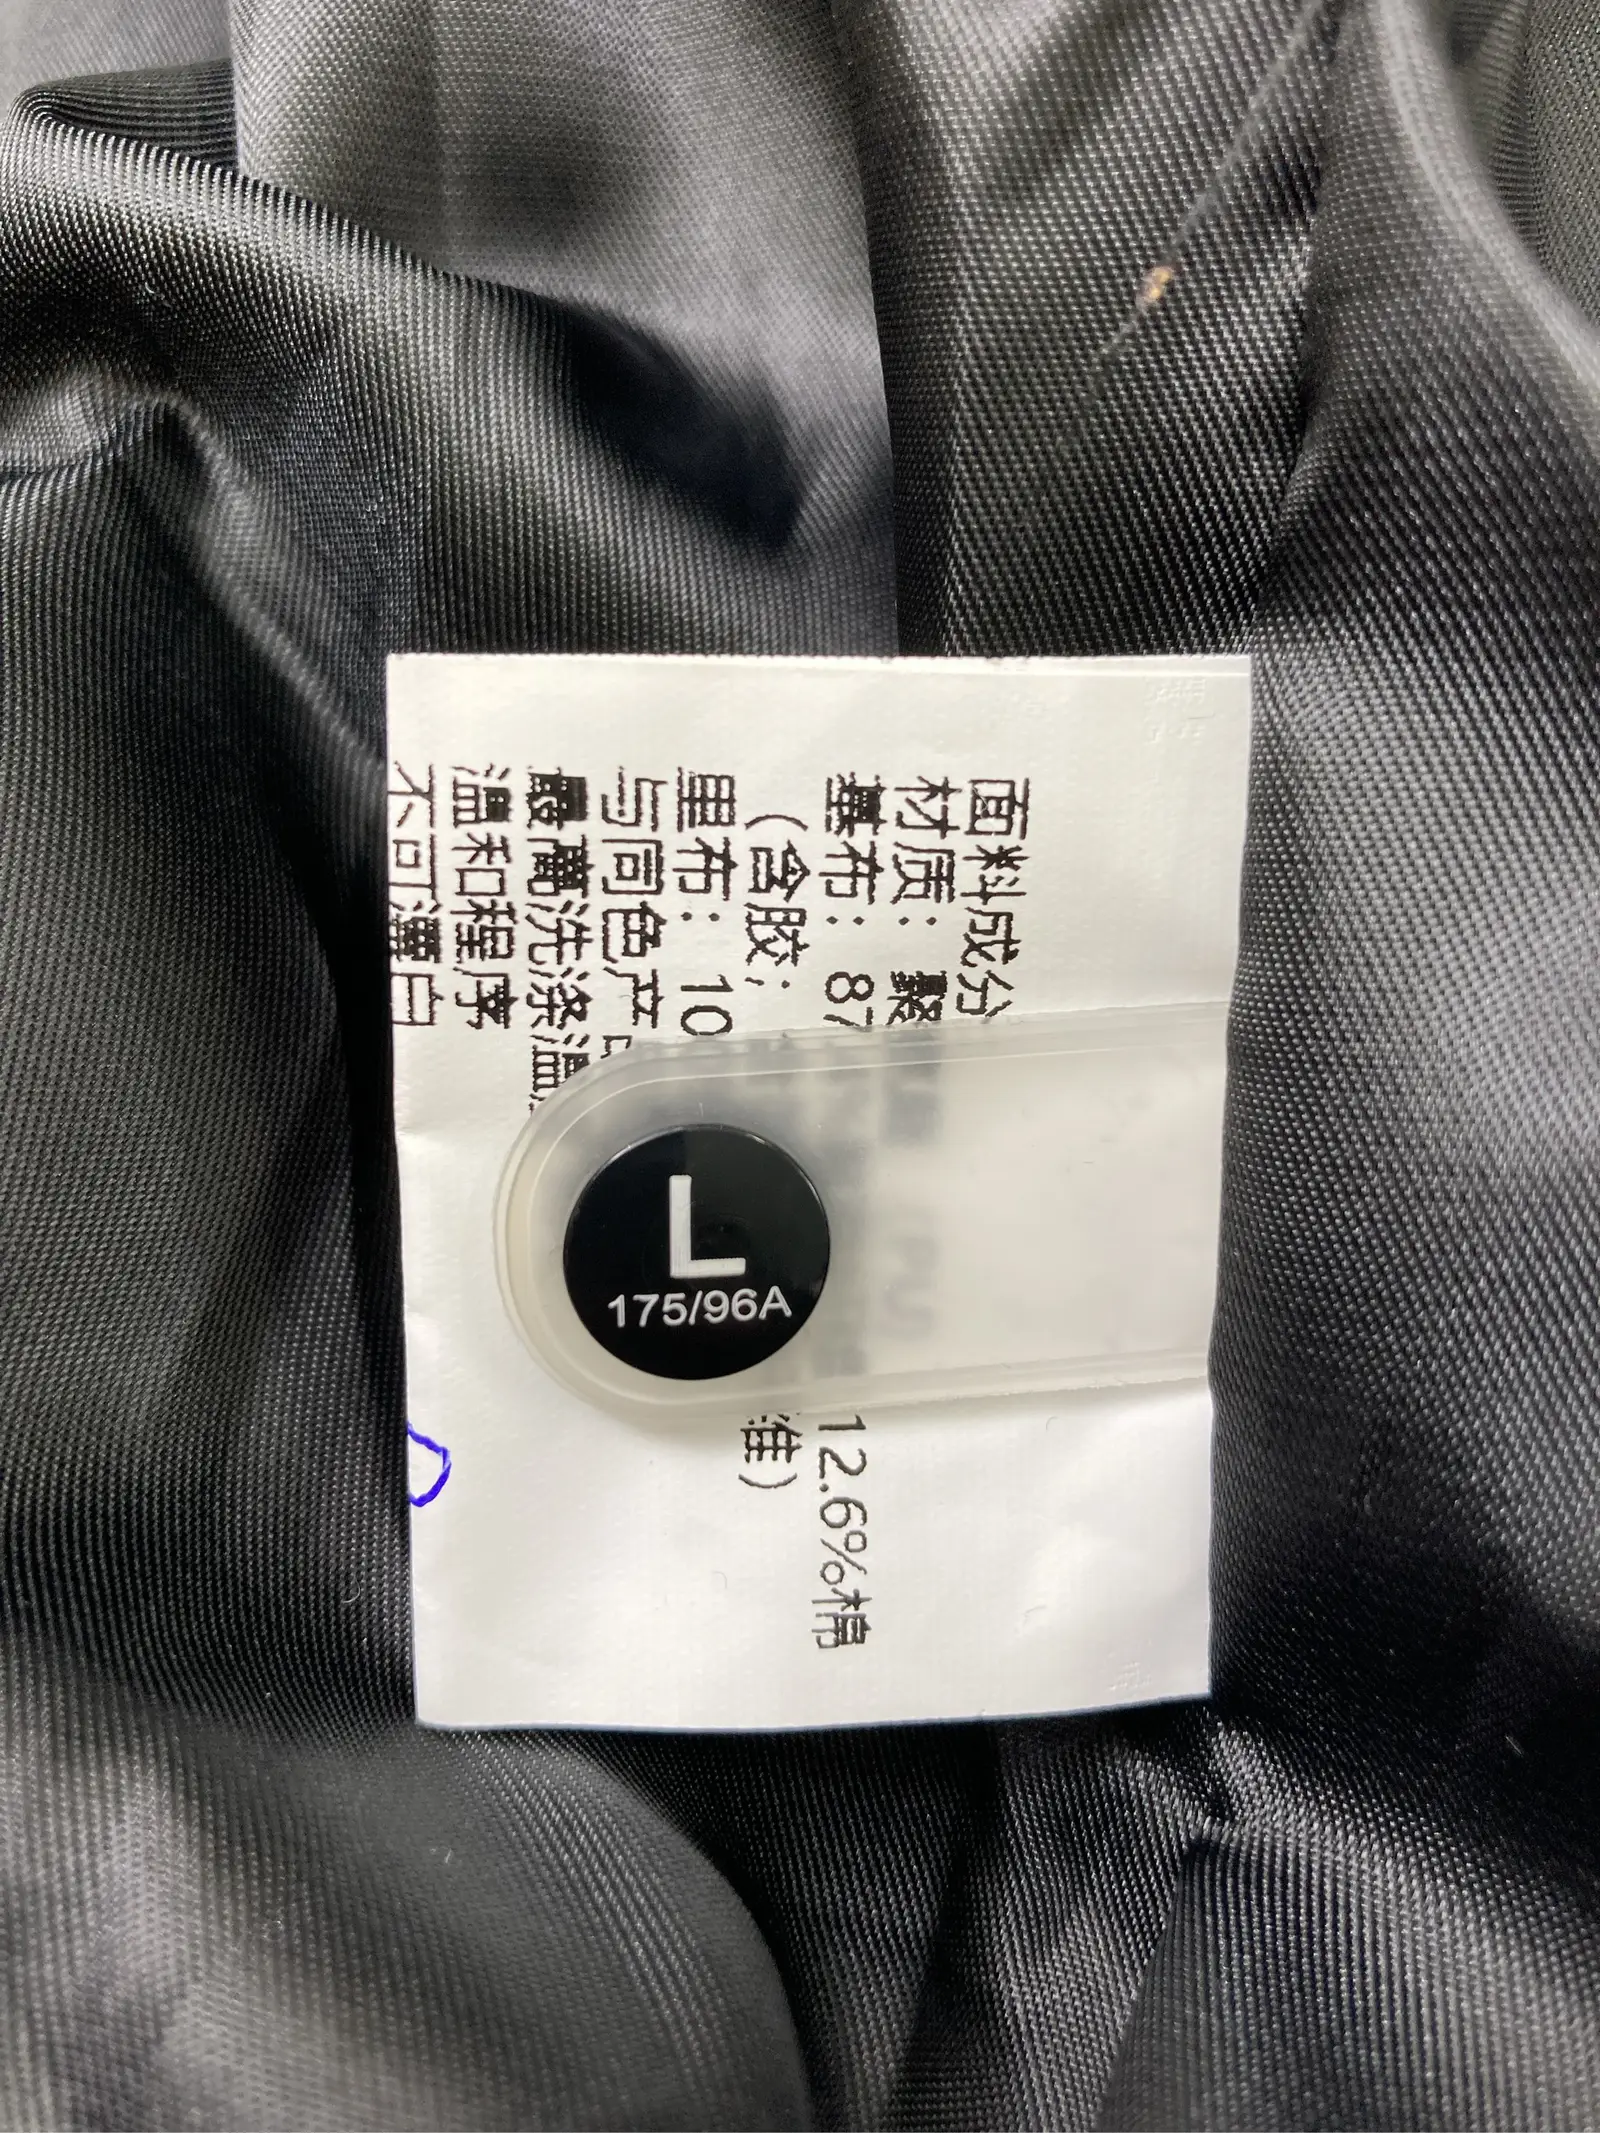 面料成分
材质：聚
基布：87 12.6%棉
（含胶； 准）
里布：10
与同色产
最高洗涤温
温和程序
不可漂白
L
175/96A